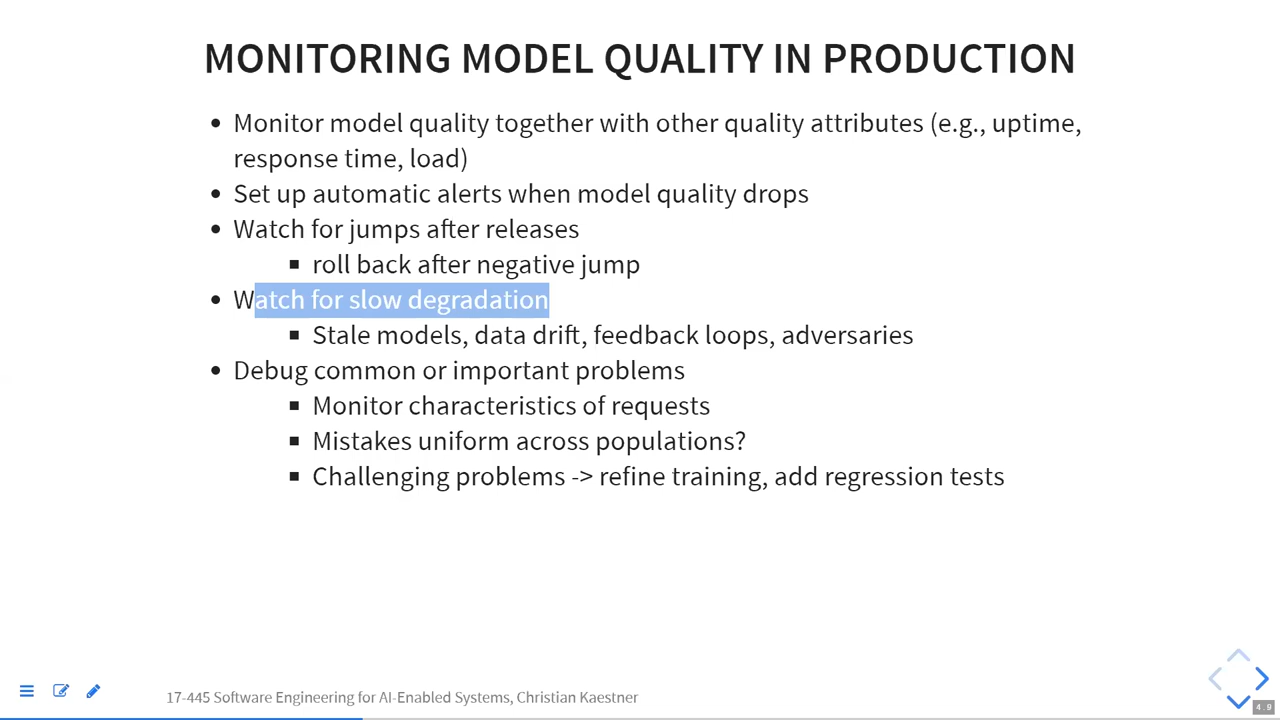 MONITORING MODEL QUALITY IN PRODUCTION
• Monitor model quality together with other quality attributes (e.g., uptime,
response time, load)
• Set up automatic alerts when model quality drops
• Watch for jumps after releases
▪ roll back after negative jump
• Watch for slow degradation
▪ Stale models, data drift, feedback loops, adversaries
• Debug common or important problems
▪ Monitor characteristics of requests
▪ Mistakes uniform across populations?
▪ Challenging problems -> refine training, add regression tests
17-445 Software Engineering for AI-Enabled Systems, Christian Kaestner
4.9